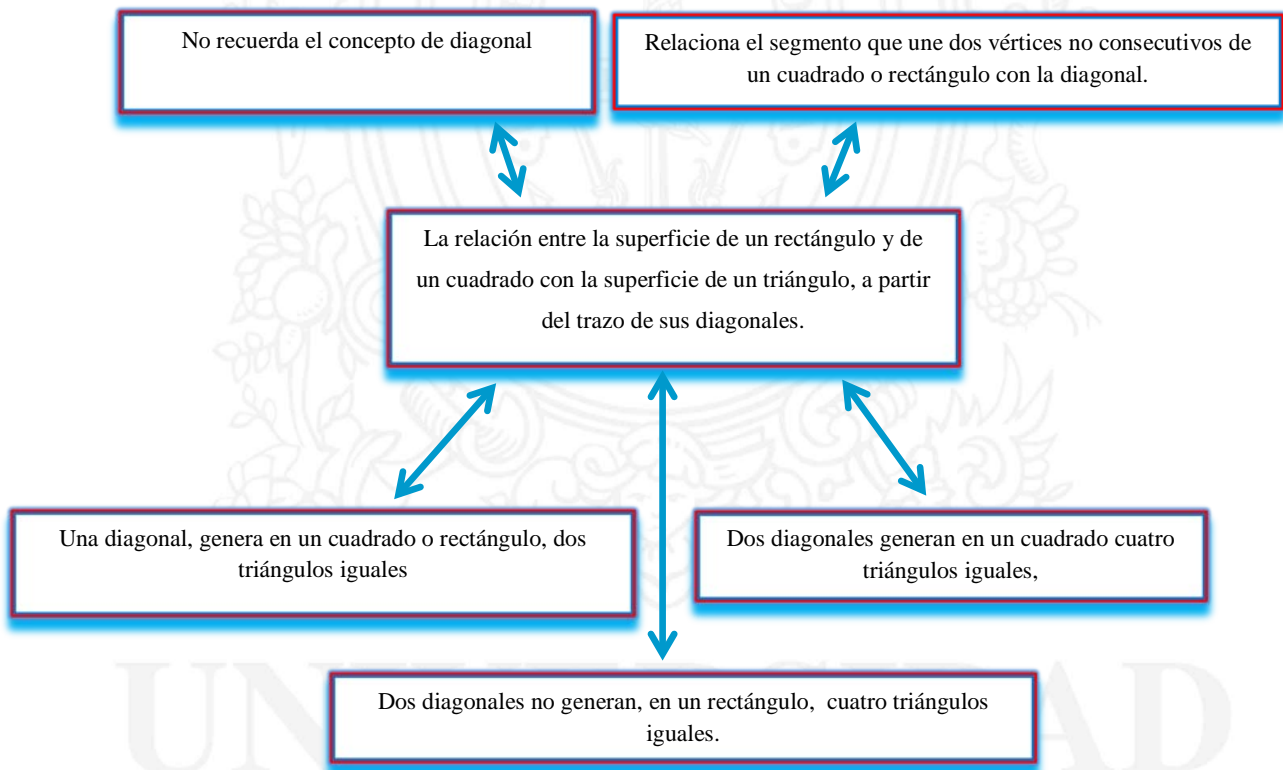 No recuerda el concepto de diagonal
Relaciona el segmento que une dos vértices no consecutivos de
un cuadrado o rectángulo con la diagonal.
La relación entre la superficie de un rectángulo y de
un cuadrado con la superficie de un triángulo, a partir
del trazo de sus diagonales.
Una diagonal, genera en un cuadrado o rectángulo, dos
triángulos iguales
Dos diagonales generan en un cuadrado cuatro
triángulos iguales,
Dos diagonales no generan, en un rectángulo, cuatro triángulos
iguales.
UNIVERSIDAD